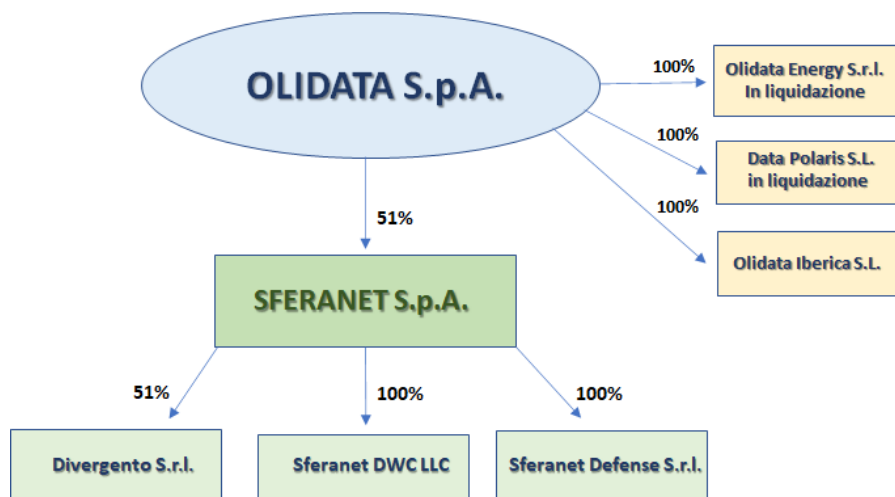 OLIDATA S.p.A.
100%
Olidata Energy S.r.l.
In liquidazione
100%
Data Polaris S.L.
in liquidazione
100%
Olidata Iberica S.L.
51%
SFERANET S.p.A.
51%
100%
100%
Divergento S.r.l.
Sferanet DWC LLC
Sferanet Defense S.r.l.